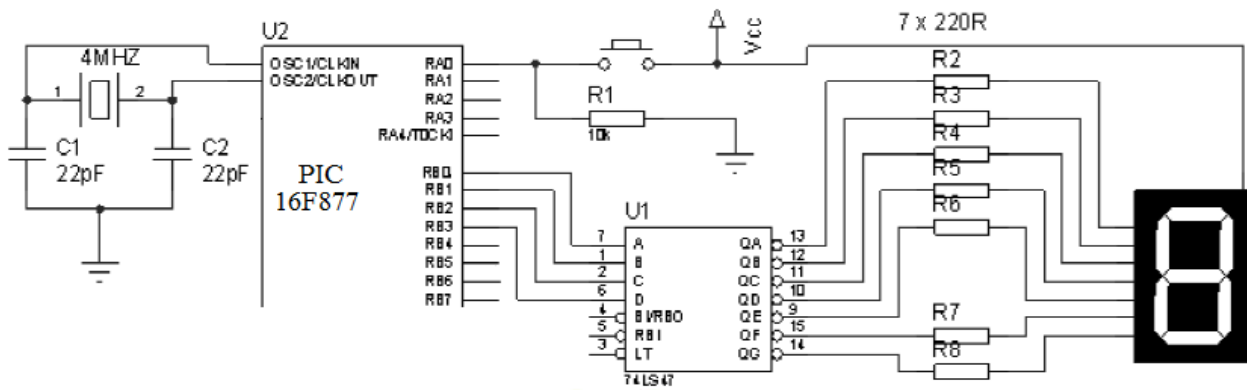 U2
4MHZ
1
2
C1
22pF
C2
22pF
OSC1/CLKIN
OSC2/CLKOUT
PIC
16F877
RA0
RA1
RA2
RA3
RA4/T0CKI
RB0
RB1
RB2
RB3
RB4
RB5
RB6
RB7
R1
10k
Vcc
7 x 220R
U1
7
1
2
6
4
5
3
A
B
C
D
BI/RBO
RBI
LT
QA
QB
QC
QD
QE
QF
QG
13
12
11
10
9
15
14
74LS47
R2
R3
R4
R5
R6
R7
R8